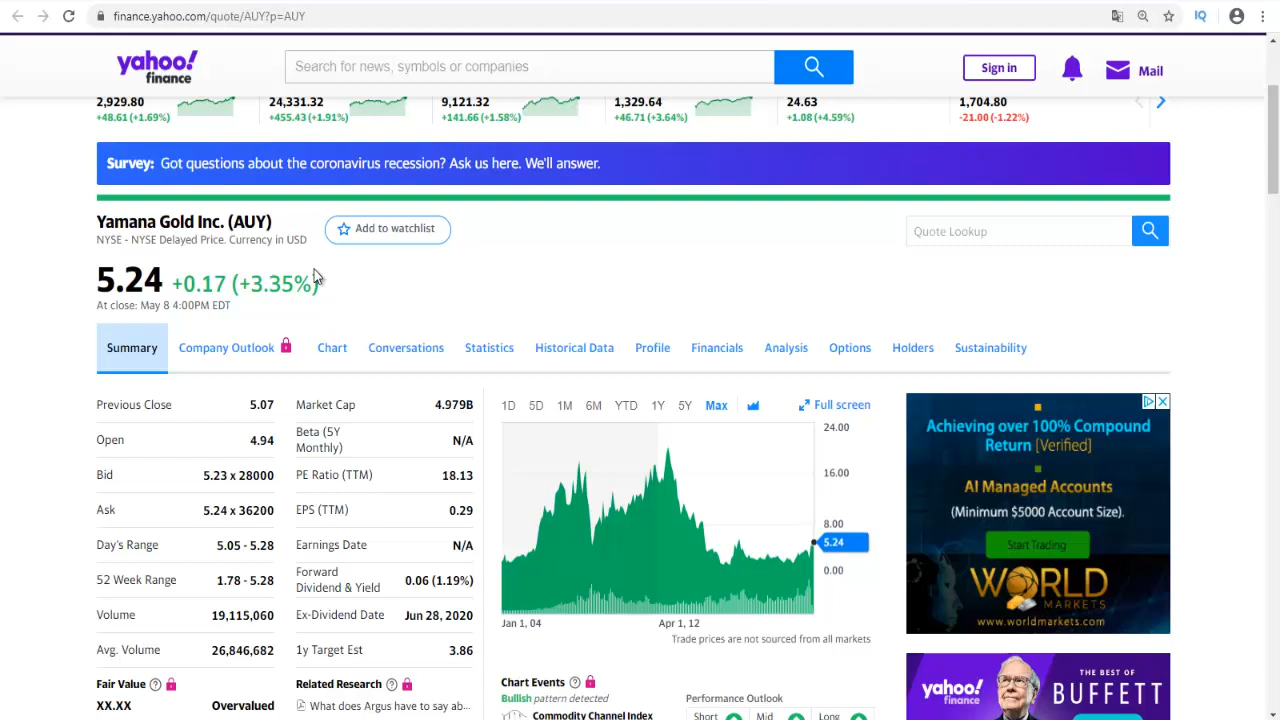 finance.yahoo.com/quote/AUY?p=AUY
yahoo!
finance
Search for news, symbols or companies
Sign in
Mail
2,929.80
+48.61 (+1.69%)
24,331.32
+455.43 (+1.91%)
9,121.32
+141.66 (+1.58%)
1,329.64
+46.71 (+3.64%)
24.63
+1.08 (+4.59%)
1,704.80
-21.00 (-1.22%)
Survey: Got questions about the coronavirus recession? Ask us here. We'll answer.
Yamana Gold Inc. (AUY)
NYSE - NYSE Delayed Price. Currency in USD
Add to watchlist
Quote Lookup
5.24 +0.17 (+3.35%)
At close: May 8 4:00PM EDT
Summary Company Outlook Chart Conversations Statistics Historical Data Profile Financials Analysis Options Holders Sustainability
Previous Close 5.07
Open 4.94
Bid 5.23 x 28000
Ask 5.24 x 36200
Day's Range 5.05 - 5.28
52 Week Range 1.78 - 5.28
Volume 19,115,060
Avg. Volume 26,846,682
Fair Value
XX.XX Overvalued
Market Cap 4.979B
Beta (5Y
Monthly) N/A
PE Ratio (TTM) 18.13
EPS (TTM) 0.29
Earnings Date N/A
Forward
Dividend & Yield 0.06 (1.19%)
Ex-Dividend Date Jun 28, 2020
1y Target Est 3.86
Related Research
What does Argus have to say ab...
1D 5D 1M 6M YTD 1Y 5Y Max
Full screen
24.00
16.00
8.00
5.24
0.00
Jan 1, 04 Apr 1, 12
Trade prices are not sourced from all markets
Chart Events
Bullish pattern detected
Commodity Channel Index
Performance Outlook
Short Mid Long
Achieving over 100% Compound
Return [Verified]
AI Managed Accounts
(Minimum $5000 Account Size).
Start Trading
WORLD
MARKETS
www.worldmarkets.com
yahoo!
finance
THE BEST OF
BUFFETT